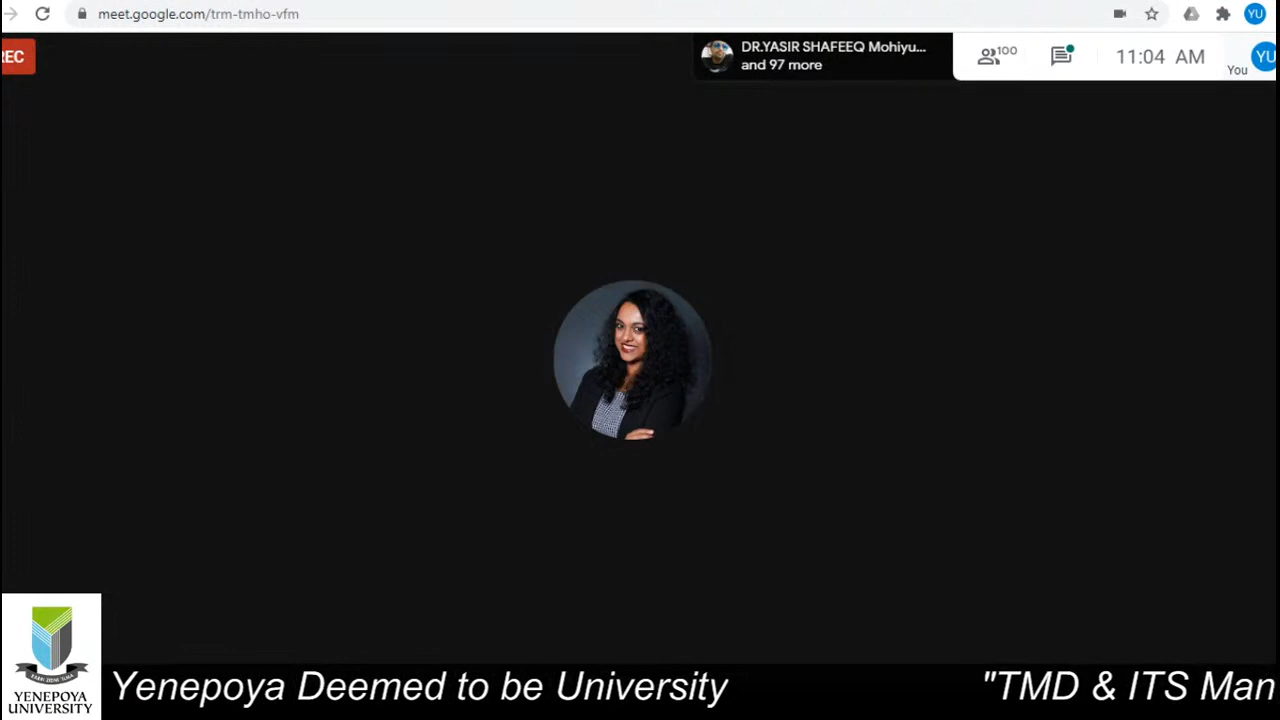 meet.google.com/trm-tmho-vfm
YU
REC
DR.YASIR SHAFEEQ Mohiyu...
and 97 more
100
11:04 AM
You
YU
YENEPOYA
UNIVERSITY
Yenepoya Deemed to be University
"TMD & ITS Man